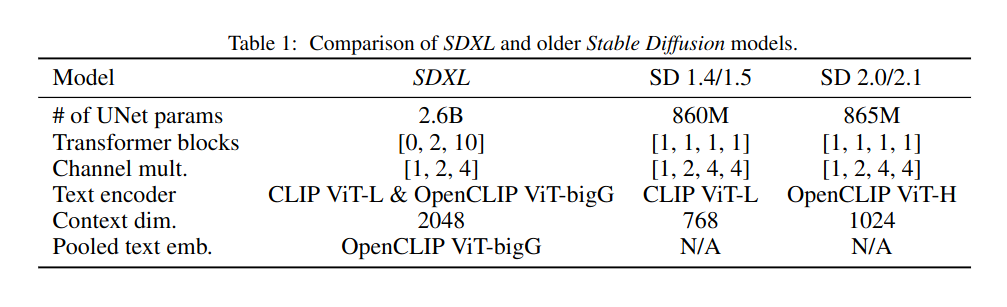 Table 1: Comparison of SDXL and older Stable Diffusion models.
Model SDXL SD 1.4/1.5 SD 2.0/2.1
# of UNet params 2.6B 860M 865M
Transformer blocks [0, 2, 10] [1, 1, 1, 1] [1, 1, 1, 1]
Channel mult. [1, 2, 4] [1, 2, 4, 4] [1, 2, 4, 4]
Text encoder CLIP ViT-L & OpenCLIP ViT-bigG CLIP ViT-L OpenCLIP ViT-H
Context dim. 2048 768 1024
Pooled text emb. OpenCLIP ViT-bigG N/A N/A